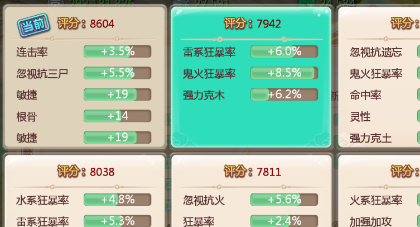 当前 评分：8604
连击率 +3.5%
忽视抗三尸 +5.5%
敏捷 +19
根骨 +14
敏捷 +19
评分：7942
雷系狂暴率 +6.0%
鬼火狂暴率 +8.5%
强力克木 +6.2%
评
忽视抗遗忘
鬼火狂暴率
命中率
灵性
强力克土
评分：8038
水系狂暴率 +4.8%
雷系狂暴率 +5.3%
评分：7811
忽视抗火 +5.6%
狂暴率 +2.4%
评
火系狂暴率
加强加攻